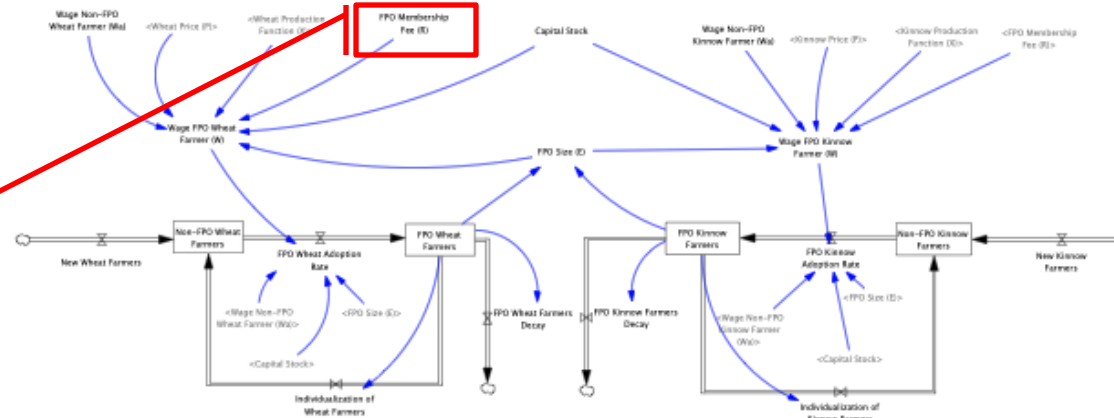 Wage Non-FPO
Wheat Farmer (Wa)
<Wheat Price (P)>
<Wheat Production
Function (X)>
FPO Membership
Fee (R)
Capital Stock
Wage Non-FPO
Kinnow Farmer (Wa)
<Kinnow Price (P)>
<Kinnow Production
Function (X)>
<FPO Membership
Fee (R)>
Wage FPO Wheat
Farmer (W)
FPO Size (E)
Wage FPO Kinnow
Farmer (W)
Non-FPO Wheat
Farmers
FPO Wheat
Farmers
FPO Kinnow
Farmers
Non-FPO Kinnow
Farmers
New Wheat Farmers
FPO Wheat Adoption
Rate
FPO Kinnow
Adoption Rate
New Kinnow
Farmers
<Wage Non-FPO
Wheat Farmer (Wa)>
<FPO Size (E)>
FPO Wheat Farmers
Decay
FPO Kinnow Farmers
Decay
<Wage Non-FPO
Kinnow Farmer
(Wa)>
<FPO Size (E)>
<Capital Stock>
<Capital Stock>
Individualization of
Wheat Farmers
Individualization of